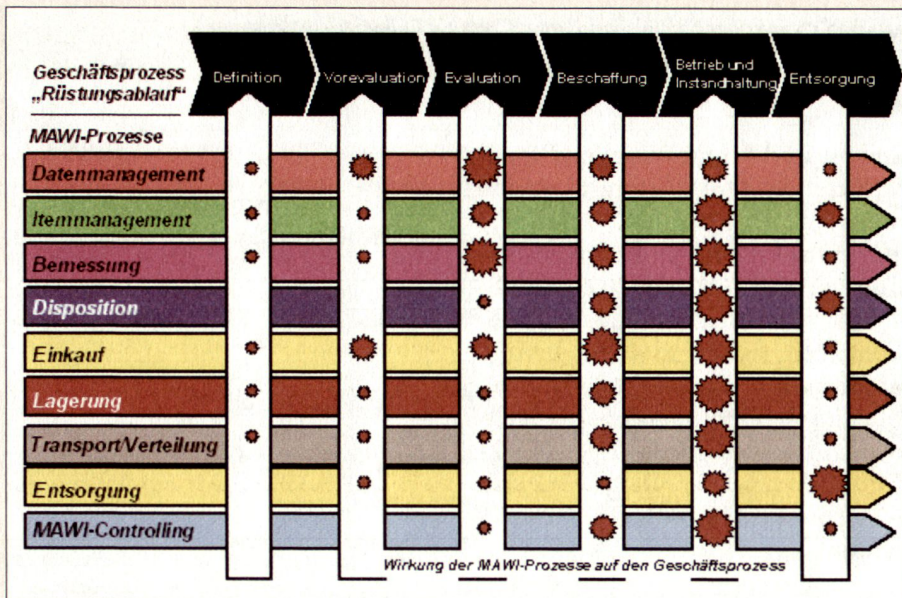 Geschäftsprozess
„Rüstungsablauf“
Definition
Vorevaluation
Evaluation
Beschaffung
Betrieb und
Instandhaltung
Entsorgung
MAWI-Prozesse
Datenmanagement
Itemmanagement
Bemessung
Disposition
Einkauf
Lagerung
Transport/Verteilung
Entsorgung
MAWI-Controlling
Wirkung der MAWI-Prozesse auf den Geschäftsprozess